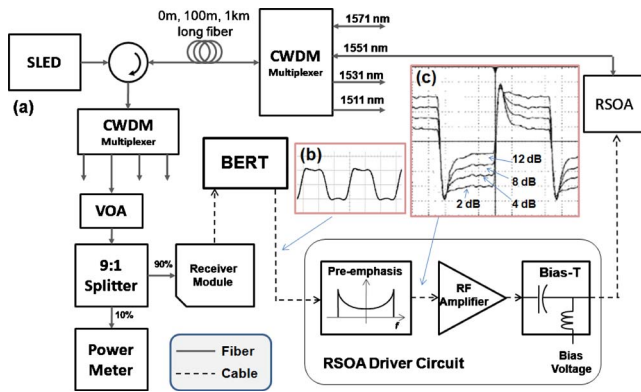 0m, 100m, 1km
long fiber
SLED
(a)
CWDM
Multiplexer
1571 nm
1551 nm
1531 nm
1511 nm
RSOA
(c)
12 dB
8 dB
4 dB
2 dB
CWDM
Multiplexer
BERT
(b)
VOA
9:1
Splitter
90%
Receiver
Module
10%
Power
Meter
Fiber
Cable
Pre-emphasis
f
RF
Amplifier
Bias-T
Bias
Voltage
RSOA Driver Circuit